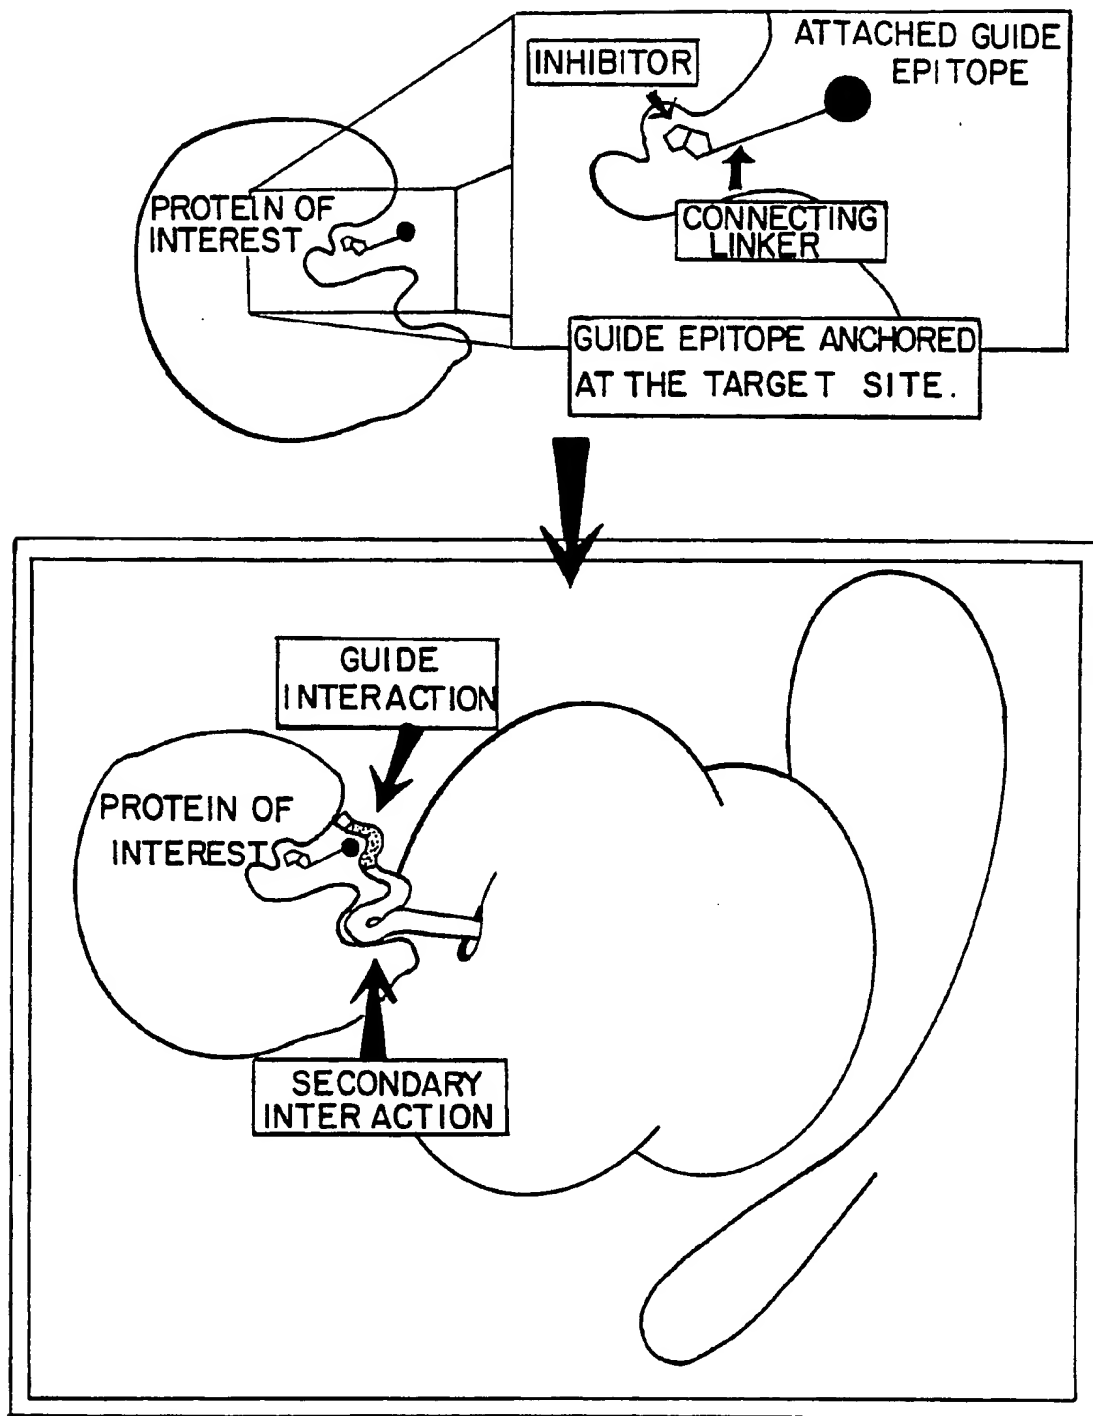 INHIBITOR
ATTACHED GUIDE
EPITOPE
PROTEIN OF
INTEREST
CONNECTING
LINKER
GUIDE EPITOPE ANCHORED
AT THE TARGET SITE.
GUIDE
INTERACTION
PROTEIN OF
INTEREST
SECONDARY
INTERACTION